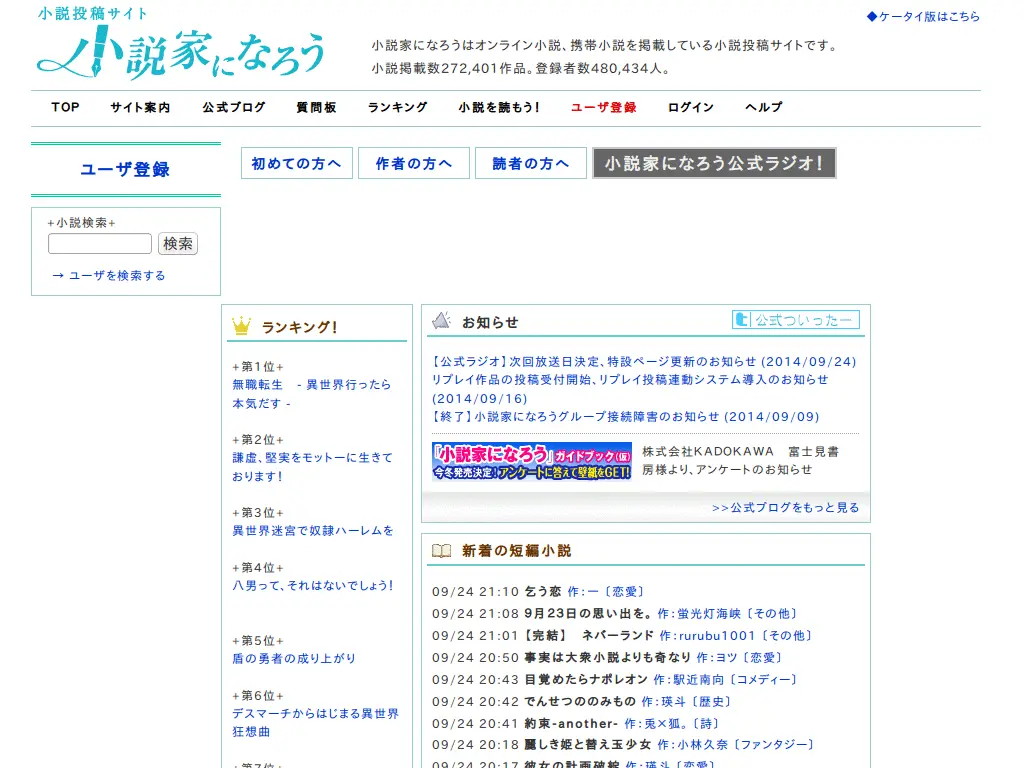 小説投稿サイト
小説家になろう
◆ケータイ版はこちら
小説家になろうはオンライン小説、携帯小説を掲載している小説投稿サイトです。
小説掲載数272,401作品。登録者数480,434人。
TOP サイト案内 公式ブログ 質問板 ランキング 小説を読もう! ユーザ登録 ログイン ヘルプ
ユーザ登録
初めての方へ 作者の方へ 読者の方へ 小説家になろう公式ラジオ!
+小説検索+
検索
→ ユーザを検索する
ランキング!
+第1位+
無職転生 - 異世界行ったら
本気だす -
+第2位+
謙虚、堅実をモットーに生きて
おります!
+第3位+
異世界迷宮で奴隷ハーレムを
+第4位+
八男って、それはないでしょう!
+第5位+
盾の勇者の成り上がり
+第6位+
デスマーチからはじまる異世界
狂想曲
+第7位+
お知らせ
公式ついったー
【公式ラジオ】次回放送日決定、特設ページ更新のお知らせ (2014/09/24)
リプレイ作品の投稿受付開始、リプレイ投稿連動システム導入のお知らせ
(2014/09/16)
【終了】小説家になろうグループ接続障害のお知らせ (2014/09/09)
「小説家になろう」ガイドブック(仮)
今冬発売決定!アンケートに答えて壁紙をGET!
株式会社KADOKAWA 富士見書
房様より、アンケートのお知らせ
>>公式ブログをもっと見る
新着の短編小説
09/24 21:10 乞う恋 作:一 〔恋愛〕
09/24 21:08 9月23日の思い出を。 作:蛍光灯海峡 〔その他〕
09/24 21:01 【完結】 ネバーランド 作:rurubu1001 〔その他〕
09/24 20:50 事実は大衆小説よりも奇なり 作:ヨツ 〔恋愛〕
09/24 20:43 目覚めたらナポレオン 作:駅近南向 〔コメディー〕
09/24 20:42 でんせつののみもの 作:瑛斗 〔歴史〕
09/24 20:41 約束-another- 作:兎×狐。 〔詩〕
09/24 20:18 麗しき姫と替え玉少女 作:小林久奈 〔ファンタジー〕
09/24 20:17 彼女の計画破綻 作:瑛斗 〔恋愛〕